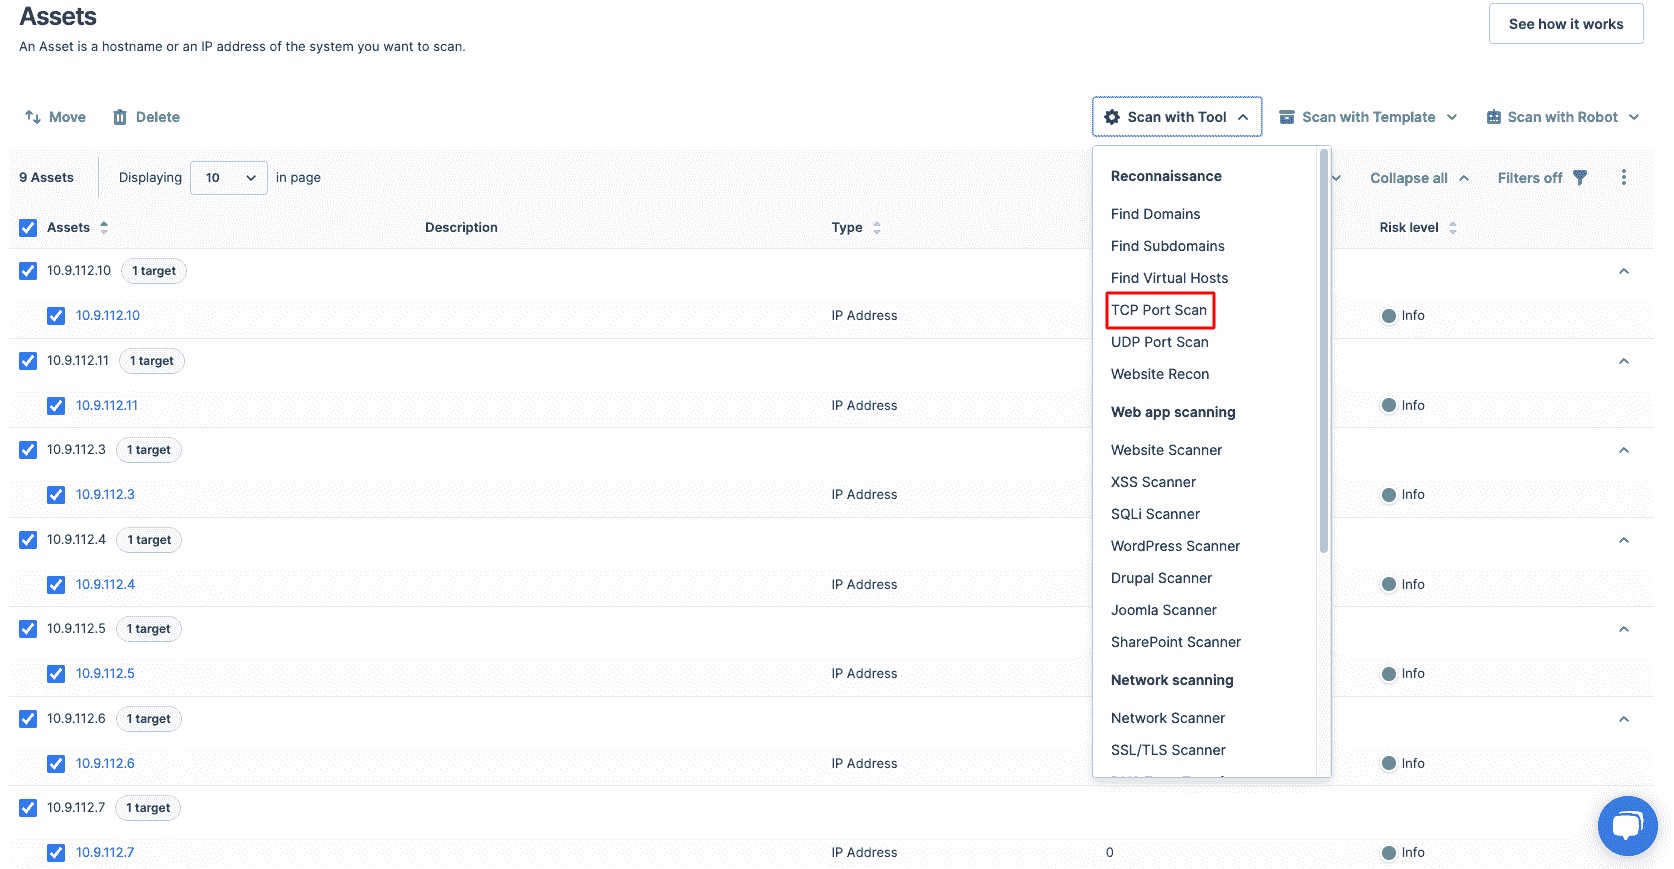 Assets
An Asset is a hostname or an IP address of the system you want to scan.
See how it works
Move
Delete
Scan with Tool
Scan with Template
Scan with Robot
9 Assets
Displaying 10 in page
Collapse all
Filters off
Assets
Description
Type
Risk level
Reconnaissance
Find Domains
Find Subdomains
Find Virtual Hosts
TCP Port Scan
UDP Port Scan
Website Recon
Web app scanning
Website Scanner
XSS Scanner
SQLi Scanner
WordPress Scanner
Drupal Scanner
Joomla Scanner
SharePoint Scanner
Network scanning
Network Scanner
SSL/TLS Scanner
10.9.112.10 1 target
10.9.112.10 IP Address Info
10.9.112.11 1 target
10.9.112.11 IP Address Info
10.9.112.3 1 target
10.9.112.3 IP Address Info
10.9.112.4 1 target
10.9.112.4 IP Address Info
10.9.112.5 1 target
10.9.112.5 IP Address Info
10.9.112.6 1 target
10.9.112.6 IP Address Info
10.9.112.7 1 target
10.9.112.7 IP Address 0 Info